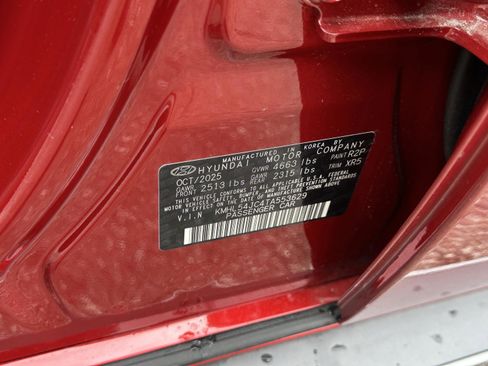 MANUFACTURED IN KOREA BY
HYUNDAI MOTOR COMPANY
OCT/2025 GVWR 4663 lbs PAINT R2P
GAWR FRONT 2513 lbs GAWR REAR 2315 lbs TRIM XR5
THIS VEHICLE CONFORMS TO ALL APPLICABLE U.S.A. FEDERAL
MOTOR VEHICLE SAFETY, BUMPER, AND THEFT PREVENTION
STANDARDS IN EFFECT ON THE DATE OF MANUFACTURE SHOWN ABOVE.
V.I.N KMHL54JC4TA553629
PASSENGER CAR